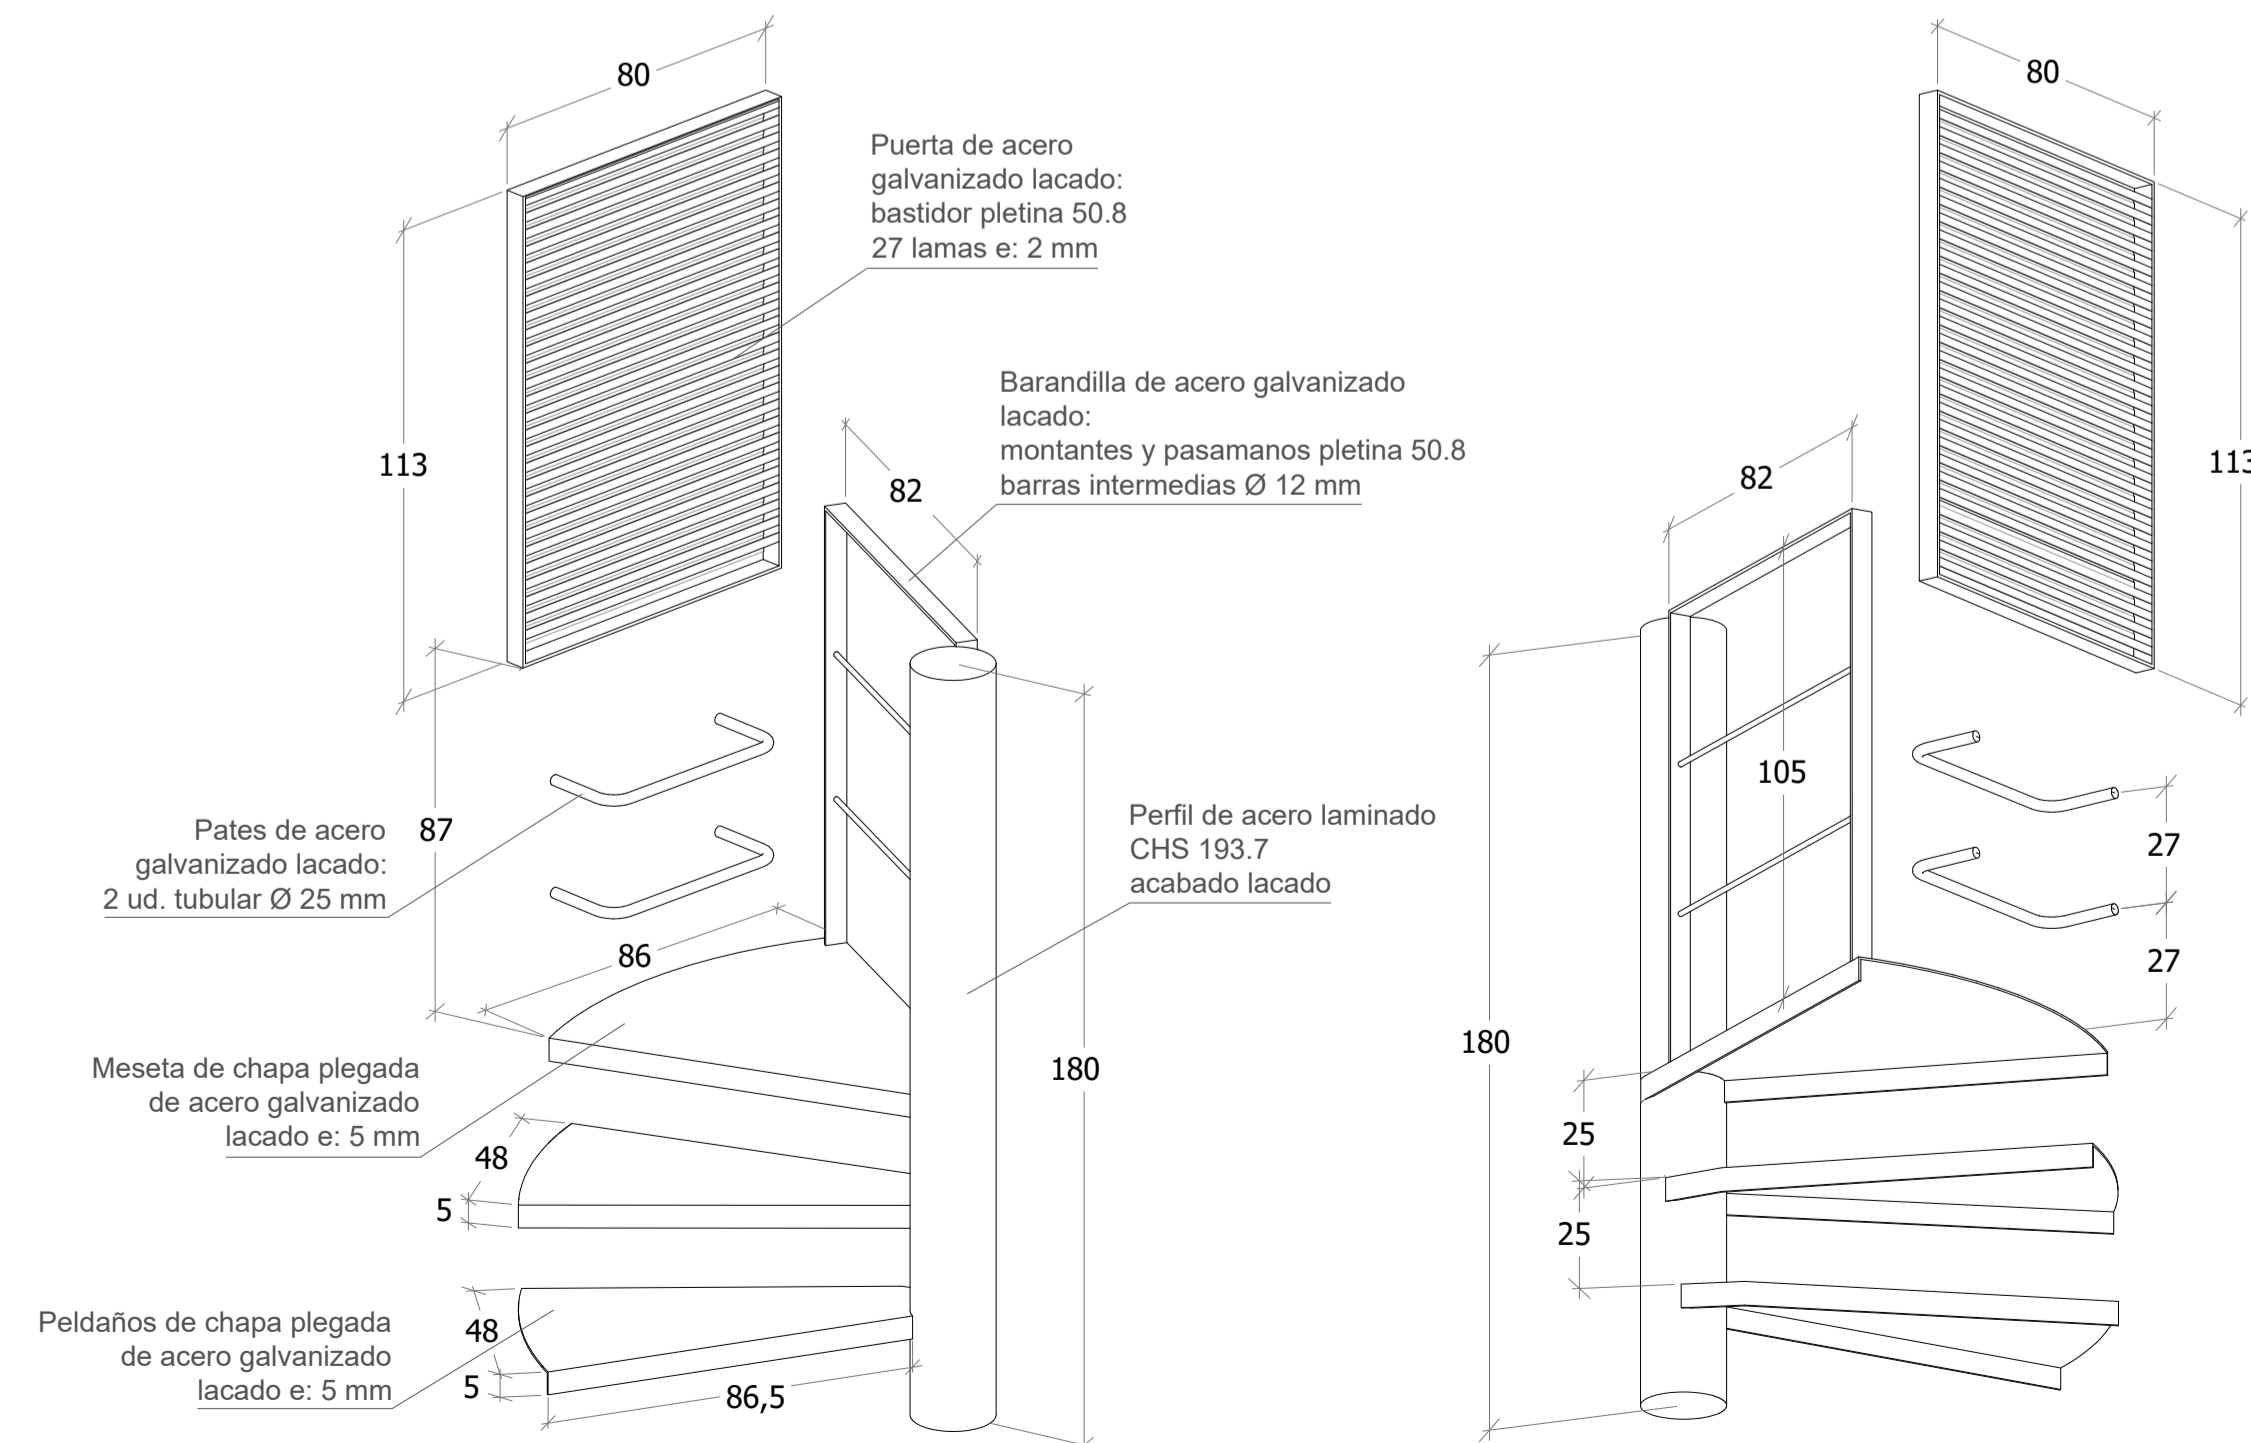 80
80
Puerta de acero
galvanizado lacado:
bastidor pletina 50.8
27 lamas e: 2 mm
113
Barandilla de acero galvanizado
lacado:
montantes y pasamanos pletina 50.8
barras intermedias Ø 12 mm
82
82
113
105
Pates de acero
galvanizado lacado:
2 ud. tubular Ø 25 mm
87
Perfil de acero laminado
CHS 193.7
acabado lacado
27
27
86
180
180
Meseta de chapa plegada
de acero galvanizado
lacado e: 5 mm
48
5
25
25
Peldaños de chapa plegada
de acero galvanizado
lacado e: 5 mm
48
5
86,5